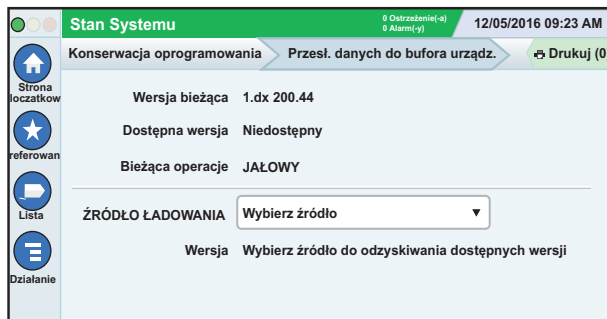 Stan Systemu
0 Ostrzeżenie(-a)
0 Alarm(-y)
12/05/2016 09:23 AM
Konserwacja oprogramowania
Przesł. danych do bufora urządz.
Drukuj (0
Strona
loczatkow
referowan
Lista
Działanie
Wersja bieżąca 1.dx 200.44
Dostępna wersja Niedostępny
Bieżąca operacje JAŁOWY
ŹRÓDŁO ŁADOWANIA Wybierz źródło
Wersja Wybierz źródło do odzyskiwania dostępnych wersji